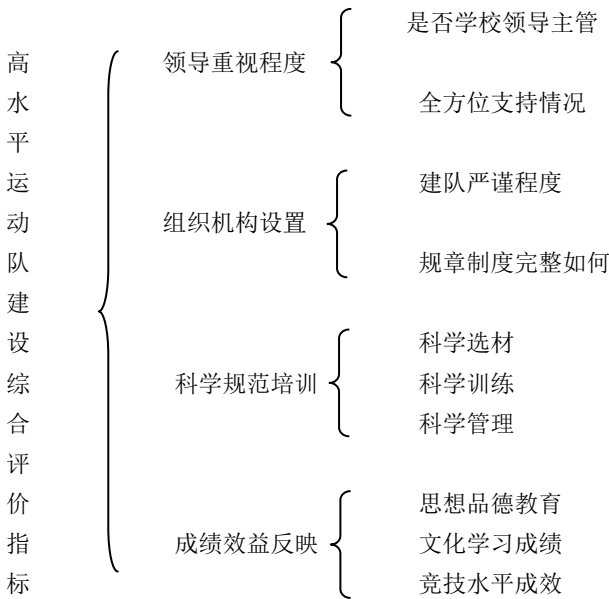 高水平运动队建设综合评价指标
领导重视程度
是否学校领导主管
全方位支持情况
组织机构设置
建队严谨程度
规章制度完整如何
科学规范培训
科学选材
科学训练
科学管理
成绩效益反映
思想品德教育
文化学习成绩
竞技水平成效